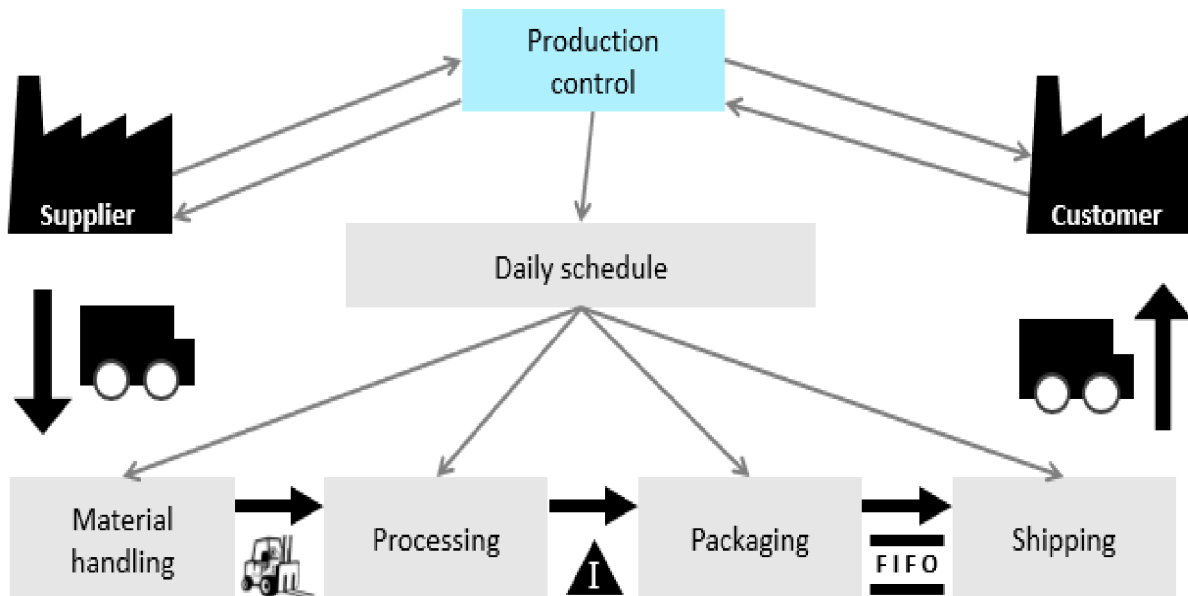 Production
control
Supplier
Customer
Daily schedule
Material
handling
Processing
I
Packaging
FIFO
Shipping